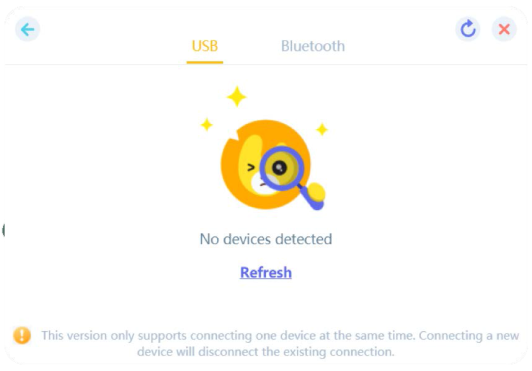 USB
Bluetooth
No devices detected
Refresh
This version only supports connecting one device at the same time. Connecting a new
device will disconnect the existing connection.